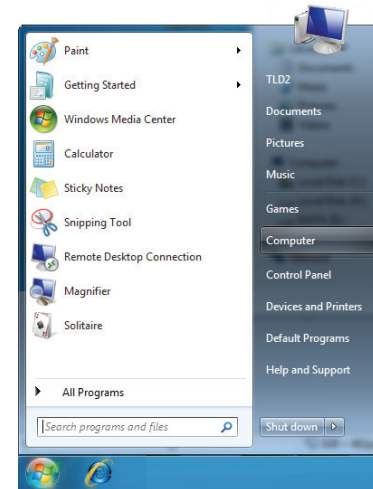 Paint
Getting Started
Windows Media Center
Calculator
Sticky Notes
Snipping Tool
Remote Desktop Connection
Magnifier
Solitaire
All Programs
Search programs and files
TLD2
Documents
Pictures
Music
Games
Computer
Control Panel
Devices and Printers
Default Programs
Help and Support
Shut down